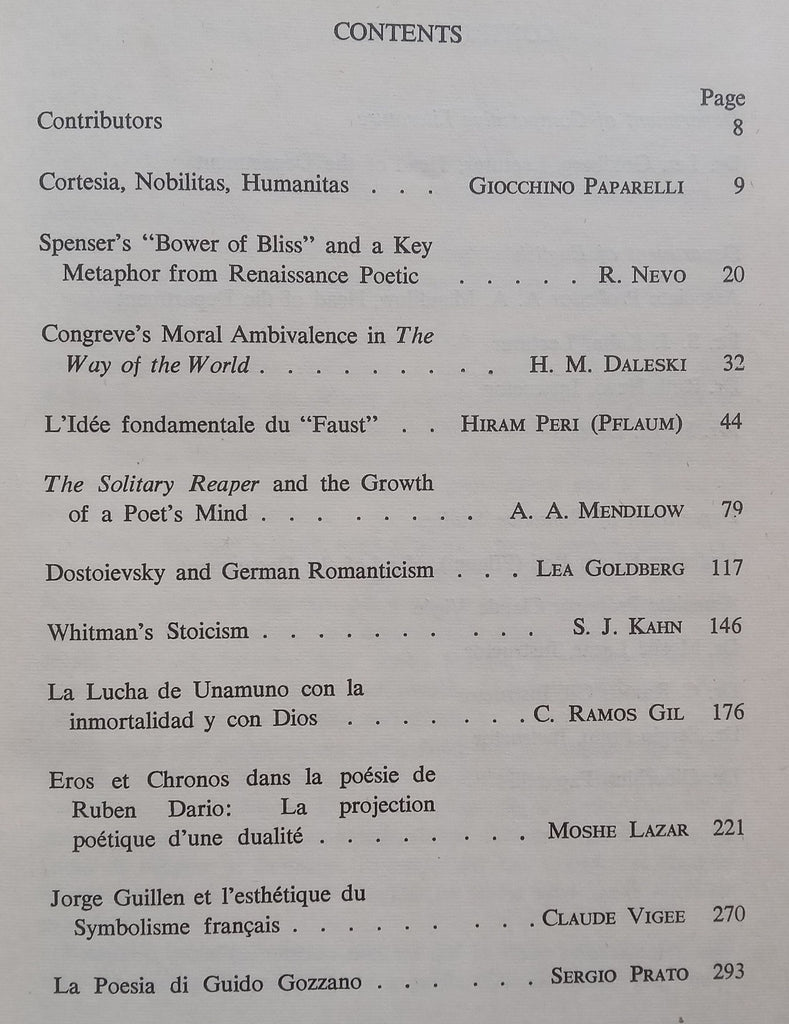 CONTENTS
Page
Contributors 8
Cortesia, Nobilitas, Humanitas . . . GIOCCHINO PAPARELLI 9
Spenser's "Bower of Bliss" and a Key
Metaphor from Renaissance Poetic . . . . . R. NEVO 20
Congreve's Moral Ambivalence in The
Way of the World . . . . . . . . . H. M. DALESKI 32
L'Idée fondamentale du "Faust" . . HIRAM PERI (PFLAUM) 44
The Solitary Reaper and the Growth
of a Poet's Mind . . . . . . . . A. A. MENDILOW 79
Dostoievsky and German Romanticism . . . LEA GOLDBERG 117
Whitman's Stoicism . . . . . . . . . . S. J. KAHN 146
La Lucha de Unamuno con la
inmortalidad y con Dios . . . . . . . C. RAMOS GIL 176
Eros et Chronos dans la poésie de
Ruben Dario: La projection
poétique d'une dualité . . . . . . . . MOSHE LAZAR 221
Jorge Guillen et l'esthétique du
Symbolisme français . . . . . . . . . CLAUDE VIGEE 270
La Poesia di Guido Gozzano . . . . . . SERGIO PRATO 293